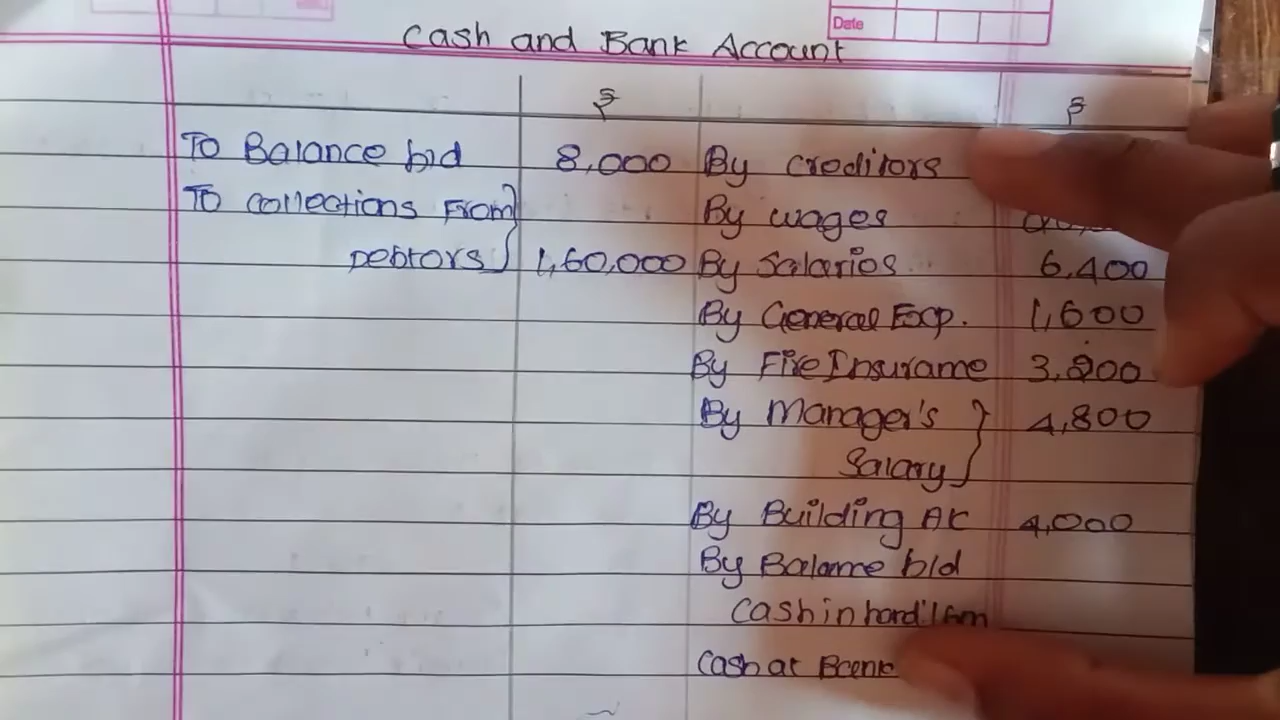 Date
Cash and Bank Account
₹ ₹
To Balance b/d 8,000 By Creditors
To collections From By wages
Debtors 1,60,000 By Salaries 6,400
By General Exp. 1,600
By Fire Insurance 3,200
By Manager's 4,800
Salary
By Building A/c 4,000
By Balance b/d
Cash in hand
Cash at Bank